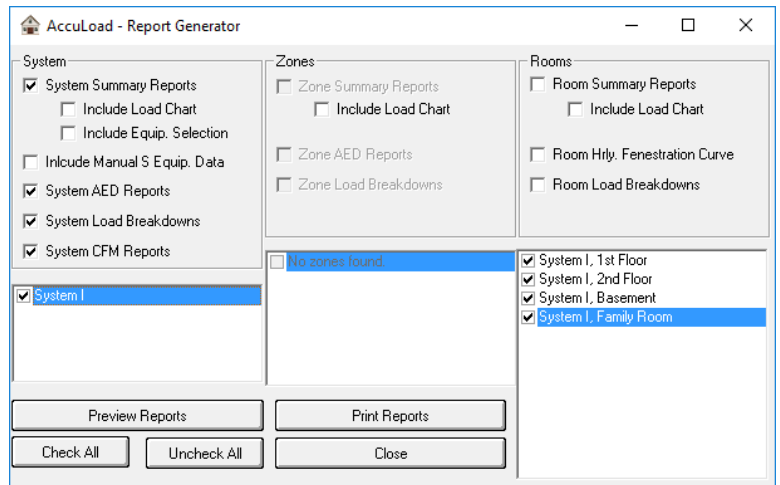 AccuLoad - Report Generator
System
System Summary Reports
Include Load Chart
Include Equip. Selection
Inlcude Manual S Equip. Data
System AED Reports
System Load Breakdowns
System CFM Reports
System I
Zones
Zone Summary Reports
Include Load Chart
Zone AED Reports
Zone Load Breakdowns
No zones found.
Rooms
Room Summary Reports
Include Load Chart
Room Hrly. Fenestration Curve
Room Load Breakdowns
System I, 1st Floor
System I, 2nd Floor
System I, Basement
System I, Family Room
Preview Reports
Print Reports
Check All
Uncheck All
Close